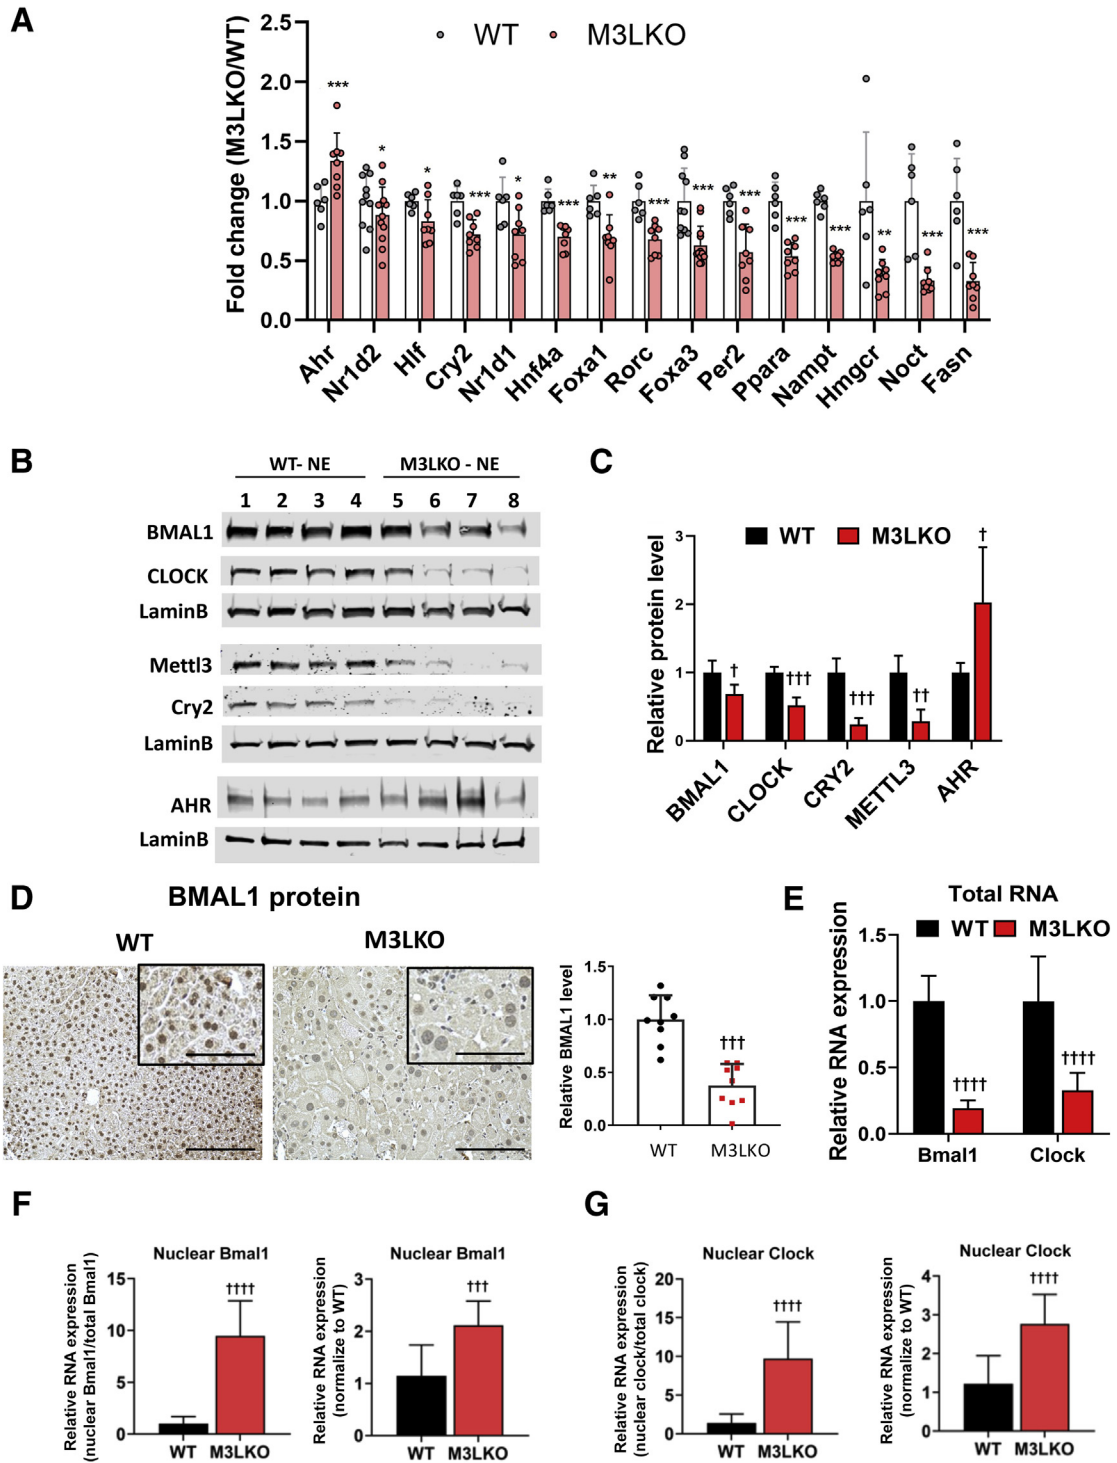 A
Fold change (M3LKO/WT)
2.5
2.0
1.5
1.0
0.5
0.0
WT M3LKO
*** * * *** * *** ** *** *** *** *** *** ** *** ***
Ahr Nr1d2 Hlf Cry2 Nr1d1 Hnf4a Foxa1 Rorc Foxa3 Per2 Ppara Nampt Hmgcr Noct Fasn
B
WT- NE M3LKO - NE
1 2 3 4 5 6 7 8
BMAL1
CLOCK
LaminB
Mettl3
Cry2
LaminB
AHR
LaminB
C
Relative protein level
3
2
1
0
WT M3LKO
† ††† ††† †† †
BMAL1 CLOCK CRY2 METTL3 AHR
D
BMAL1 protein
WT M3LKO
Relative BMAL1 level
1.5
1.0
0.5
0.0
†††
WT M3LKO
E
Total RNA
WT M3LKO
Relative RNA expression
1.5
1.0
0.5
0.0
†††† ††††
Bmal1 Clock
F
Nuclear Bmal1
Relative RNA expression
(nuclear Bmal1/total Bmal1)
15
10
5
0
††††
WT M3LKO
Nuclear Bmal1
Relative RNA expression
(normalize to WT)
3
2
1
0
†††
WT M3LKO
G
Nuclear Clock
Relative RNA expression
(nuclear clock/total clock)
20
15
10
5
0
††††
WT M3LKO
Nuclear Clock
Relative RNA expression
(normalize to WT)
4
3
2
1
0
††††
WT M3LKO